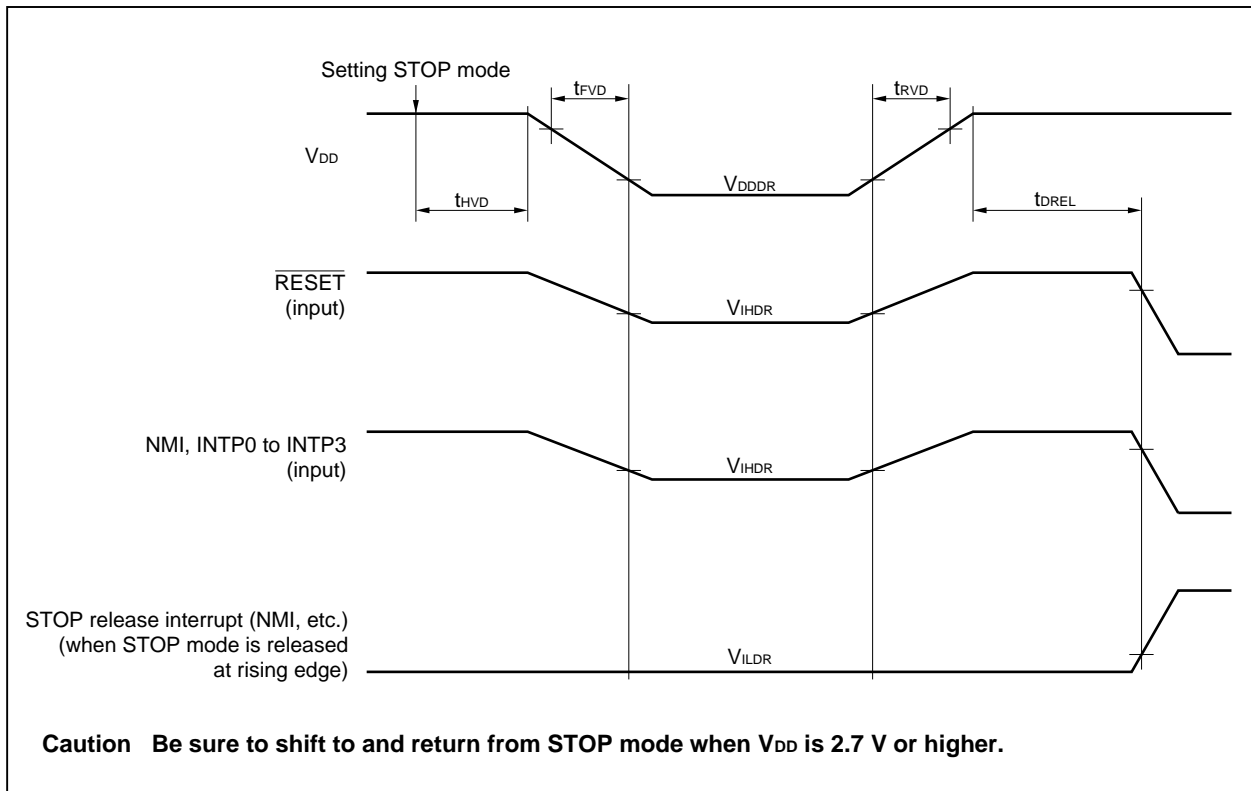 Setting STOP mode
tFVD
tRVD
VDD
VDDDR
tHVD
tDREL
RESET
(input)
VIHDR
NMI, INTP0 to INTP3
(input)
VIHDR
STOP release interrupt (NMI, etc.)
(when STOP mode is released
at rising edge)
VILDR
Caution Be sure to shift to and return from STOP mode when VDD is 2.7 V or higher.